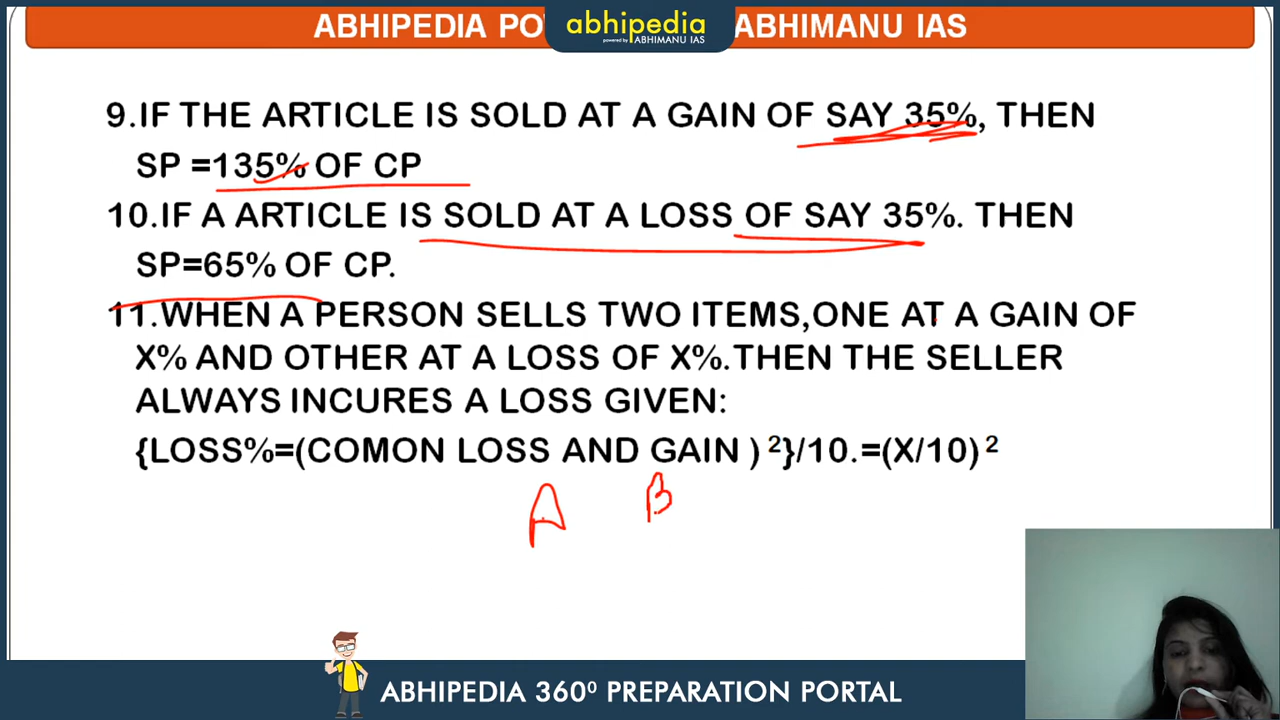 ABHIPEDIA PO abhipedia ABHIMANU IAS
powered by ABHIMANU IAS
9.IF THE ARTICLE IS SOLD AT A GAIN OF SAY 35%, THEN
SP =135% OF CP
10.IF A ARTICLE IS SOLD AT A LOSS OF SAY 35%. THEN
SP=65% OF CP.
11.WHEN A PERSON SELLS TWO ITEMS,ONE AT A GAIN OF
X% AND OTHER AT A LOSS OF X%.THEN THE SELLER
ALWAYS INCURES A LOSS GIVEN:
{LOSS%=(COMON LOSS AND GAIN ) ²}/10.=(X/10) ²
A B
ABHIPEDIA 360⁰ PREPARATION PORTAL